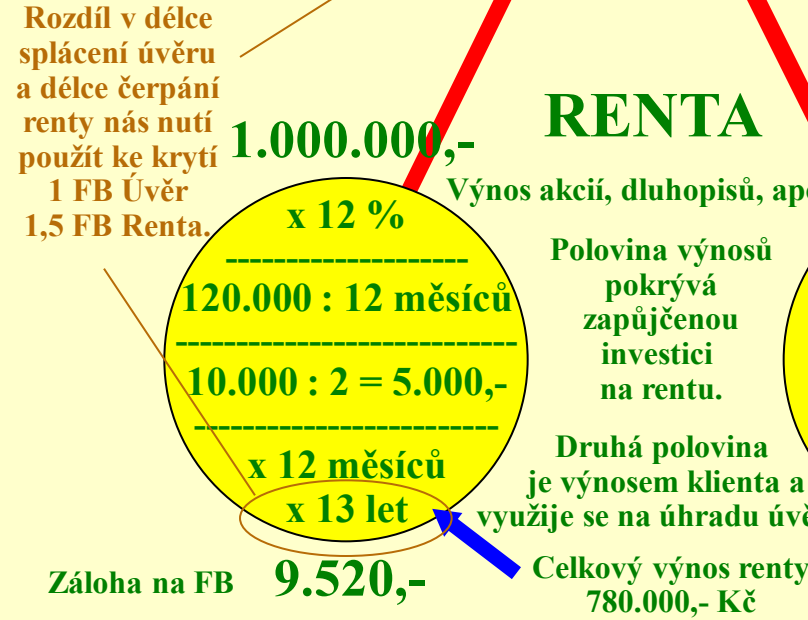 Rozdíl v délce
splácení úvěru
a délce čerpání
renty nás nutí
použít ke krytí
1 FB Úvěr
1,5 FB Renta.
1.000.000,-
x 12 %
--------------------
120.000 : 12 měsíců
----------------------------
10.000 : 2 = 5.000,-
-------------------------
x 12 měsíců
x 13 let
Záloha na FB 9.520,-
RENTA
Výnos akcií, dluhopisů,
Polovina výnosů
pokrývá
zapůjčenou
investici
na rentu.
Druhá polovina
je výnosem klienta a
využije se na úhradu
Celkový výnos renty
780.000,- Kč